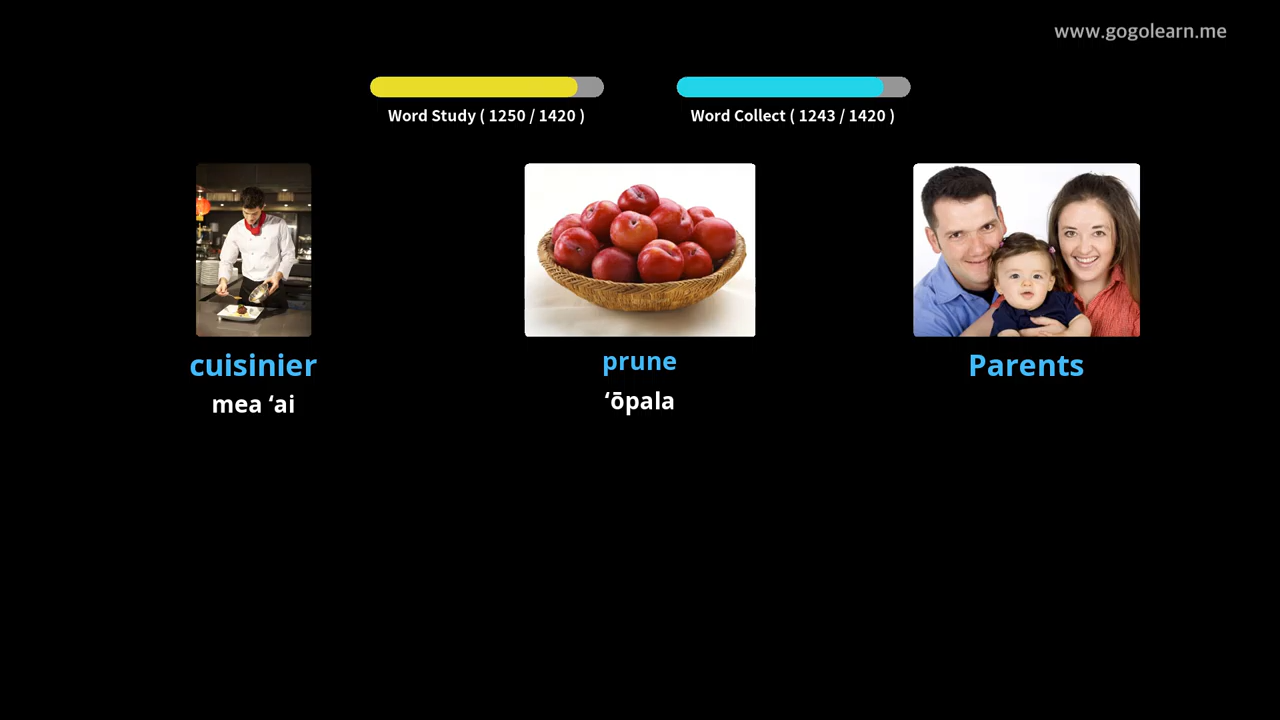 www.gogolearn.me
Word Study ( 1250 / 1420 )
Word Collect ( 1243 / 1420 )
cuisinier
prune
Parents
mea ʻai
ʻōpala